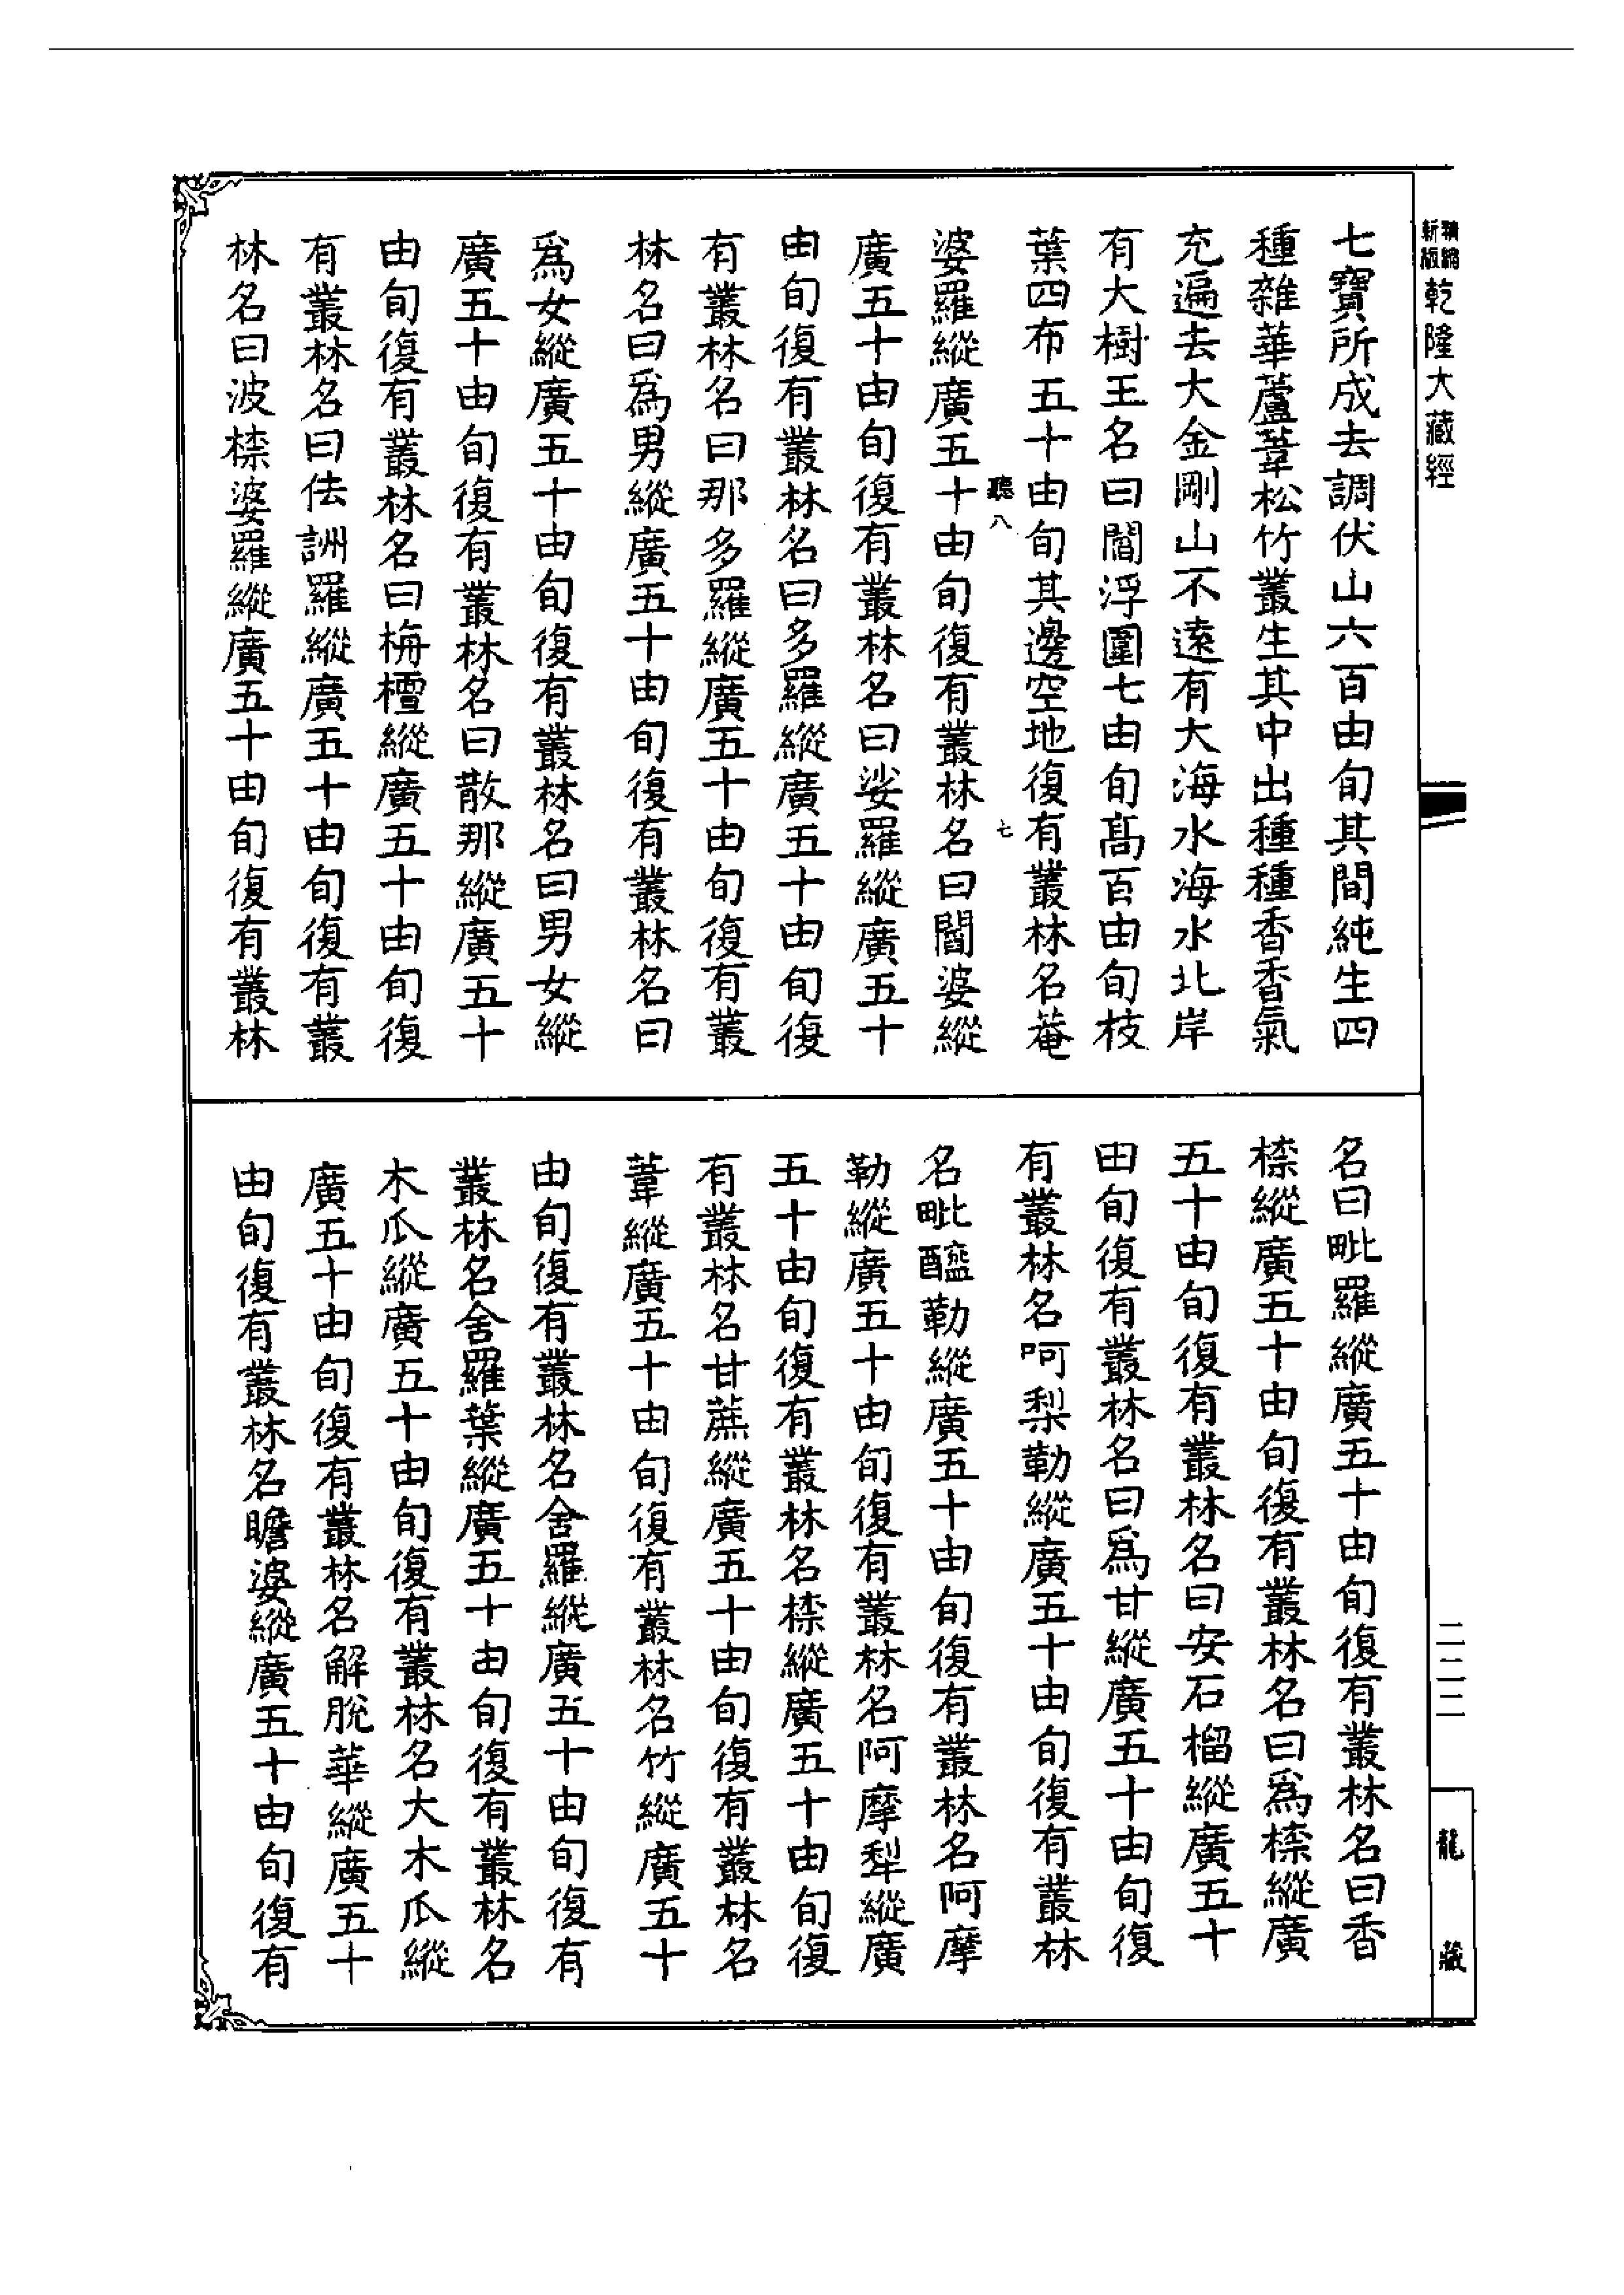 新編
新版
乾隆大藏經
七寶所成去調伏山六百由旬其間純生四
種雜華蘆葦松竹叢生其中出種種香香氣
充遍去大金剛山不遠有大海水海水北岸
有大樹王名曰閻浮圍七由旬高百由旬枝
葉四布五十由旬其邊空地復有叢林名菴
聽八
七
婆羅縱廣五十由旬復有叢林名曰閻婆縱
廣五十由旬復有叢林名曰娑羅縱廣五十
由旬復有叢林名曰多羅縱廣五十由旬復
有叢林名曰那多羅縱廣五十由旬復有叢
林名曰爲男縱廣五十由旬復有叢林名曰
爲女縱廣五十由旬復有叢林名曰男女縱
廣五十由旬復有叢林名曰散那縱廣五十
由旬復有叢林名曰栴檀縱廣五十由旬復
有叢林名曰佉詶羅縱廣五十由旬復有叢
林名曰波㮈婆羅縱廣五十由旬復有叢林
名曰毗羅縱廣五十由旬復有叢林名曰香
㮈縱廣五十由旬復有叢林名曰爲㮈縱廣
五十由旬復有叢林名曰安石榴縱廣五十
由旬復有叢林名曰爲甘縱廣五十由旬復
有叢林名呵梨勒縱廣五十由旬復有叢林
名毗醯勒縱廣五十由旬復有叢林名阿摩
勒縱廣五十由旬復有叢林名阿摩犁縱廣
五十由旬復有叢林名㮈縱廣五十由旬復
有叢林名甘蔗縱廣五十由旬復有叢林名
葦縱廣五十由旬復有叢林名竹縱廣五十
由旬復有叢林名舍羅縱廣五十由旬復有
叢林名舍羅葉縱廣五十由旬復有叢林名
木瓜縱廣五十由旬復有叢林名大木瓜縱
廣五十由旬復有叢林名解脫華縱廣五十
由旬復有叢林名瞻婆縱廣五十由旬復有
二二二
龍藏